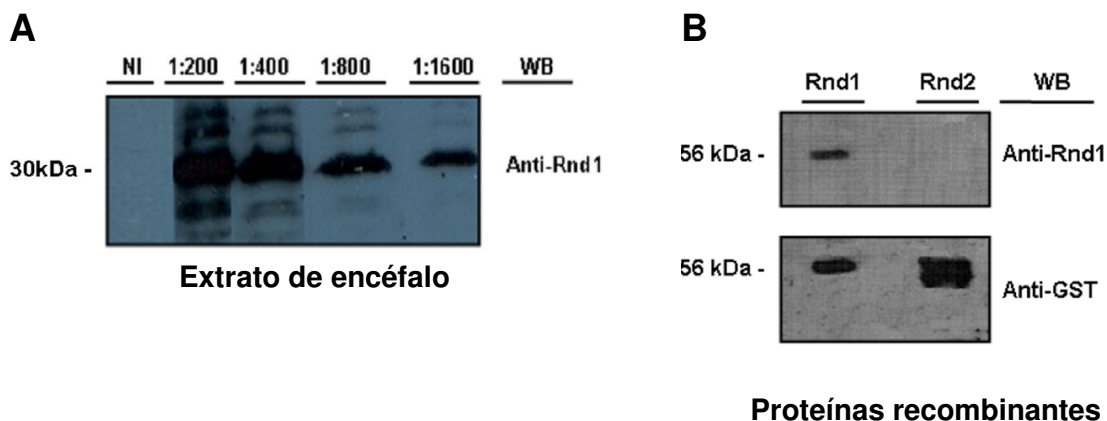 A
NI 1:200 1:400 1:800 1:1600 WB
30kDa - Anti-Rnd1
Extrato de encéfalo
B
Rnd1 Rnd2 WB
56 kDa - Anti-Rnd1
56 kDa - Anti-GST
Proteínas recombinantes